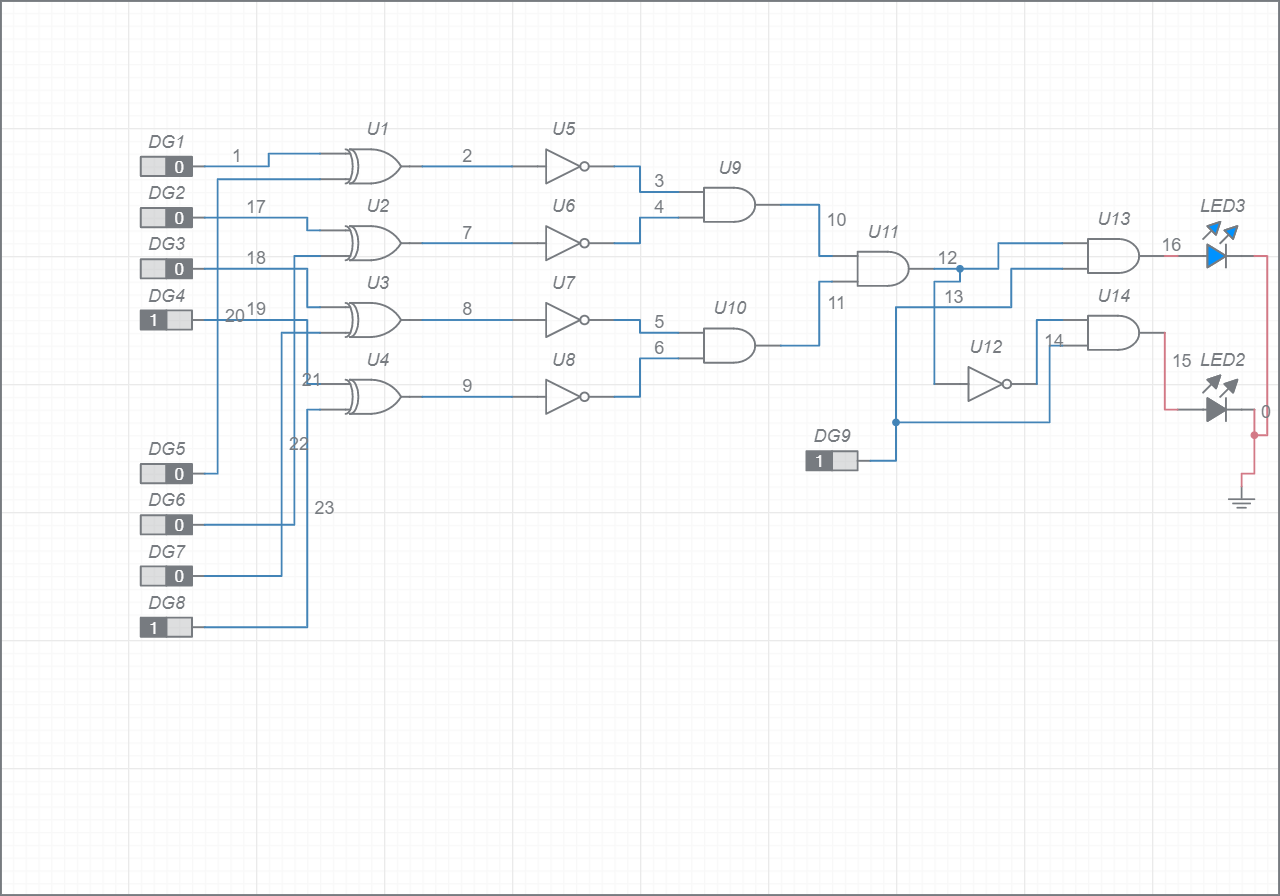 U1 U5
DG1 1 2 U9
0 3
DG2 17 U2 U6 4 LED3
0 7 10 U13
DG3 18 U11 16
0 12
DG4 20 19 U3 U7 13 U14
1 8 5 U10 11
21 U4 U8 6 U12 14 15 LED2
9 0
DG5 22 DG9
0 1
DG6 23
0
DG7
0
DG8
1